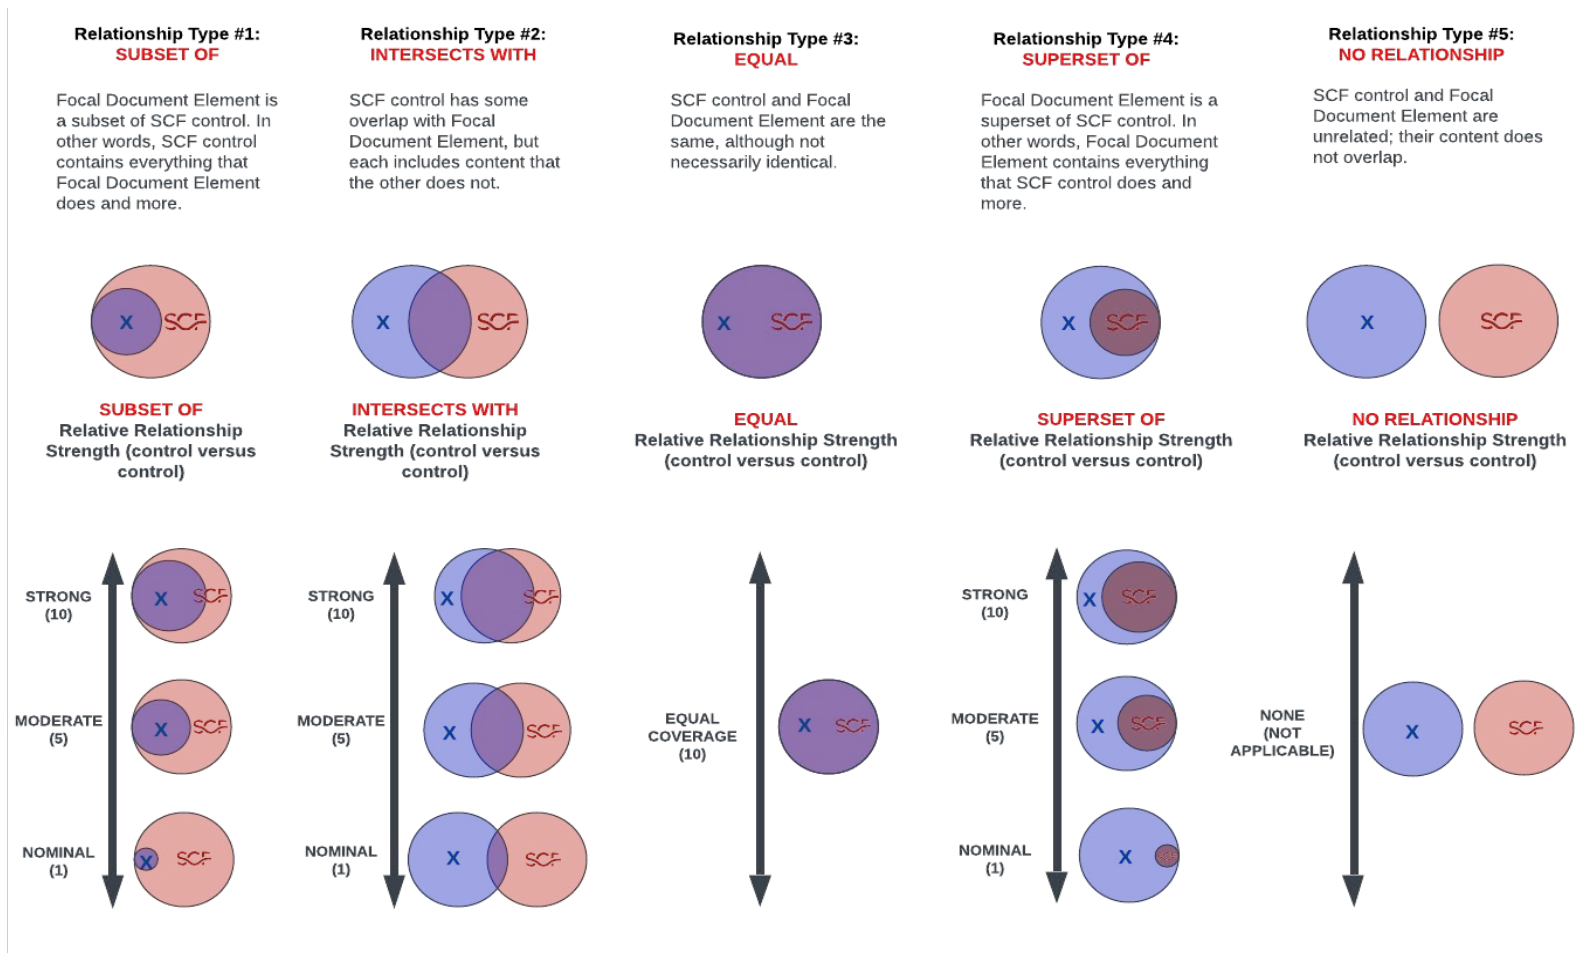 Relationship Type #1:
SUBSET OF
Focal Document Element is
a subset of SCF control. In
other words, SCF control
contains everything that
Focal Document Element
does and more.
X
SCF
SUBSET OF
Relative Relationship
Strength (control versus
control)
STRONG
(10)
X
SCF
MODERATE
(5)
X
SCF
NOMINAL
(1)
X
SCF
Relationship Type #2:
INTERSECTS WITH
SCF control has some
overlap with Focal
Document Element, but
each includes content that
the other does not.
X
SCF
INTERSECTS WITH
Relative Relationship
Strength (control versus
control)
STRONG
(10)
X
SCF
MODERATE
(5)
X
SCF
NOMINAL
(1)
X
SCF
Relationship Type #3:
EQUAL
SCF control and Focal
Document Element are the
same, although not
necessarily identical.
X
SCF
EQUAL
Relative Relationship Strength
(control versus control)
EQUAL
COVERAGE
(10)
X
SCF
Relationship Type #4:
SUPERSET OF
Focal Document Element is a
superset of SCF control. In
other words, Focal Document
Element contains everything
that SCF control does and
more.
X
SCF
SUPERSET OF
Relative Relationship Strength
(control versus control)
STRONG
(10)
X
SCF
MODERATE
(5)
X
SCF
NOMINAL
(1)
X
SCF
Relationship Type #5:
NO RELATIONSHIP
SCF control and Focal
Document Element are
unrelated; their content does
not overlap.
X
SCF
NO RELATIONSHIP
Relative Relationship Strength
(control versus control)
NONE
(NOT
APPLICABLE)
X
SCF